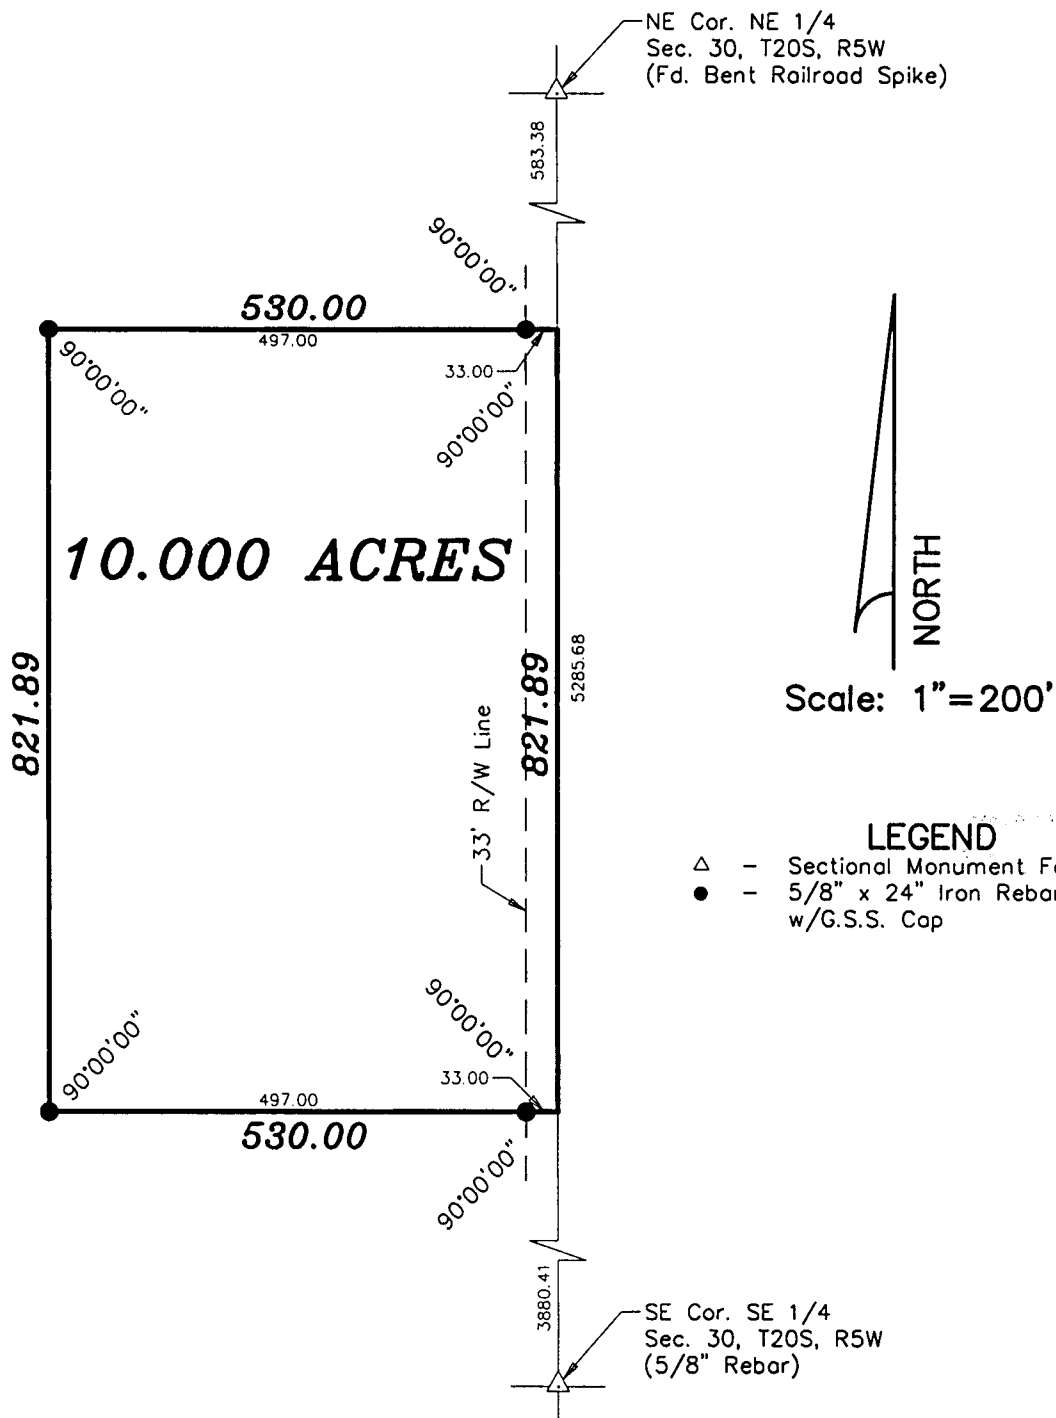 NE Cor. NE 1/4
Sec. 30, T20S, R5W
(Fd. Bent Railroad Spike)
583.38
90°00'00"
530.00
497.00
33.00
90°00'00"
90°00'00"
10.000 ACRES
NORTH
Scale: 1"=200'
821.89
821.89
5285.68
33' R/W Line
LEGEND
△ - Sectional Monument
● - 5/8" x 24" Iron Rebar
w/G.S.S. Cap
90°00'00"
90°00'00"
33.00
497.00
530.00
90°00'00"
3880.41
SE Cor. SE 1/4
Sec. 30, T20S, R5W
(5/8" Rebar)